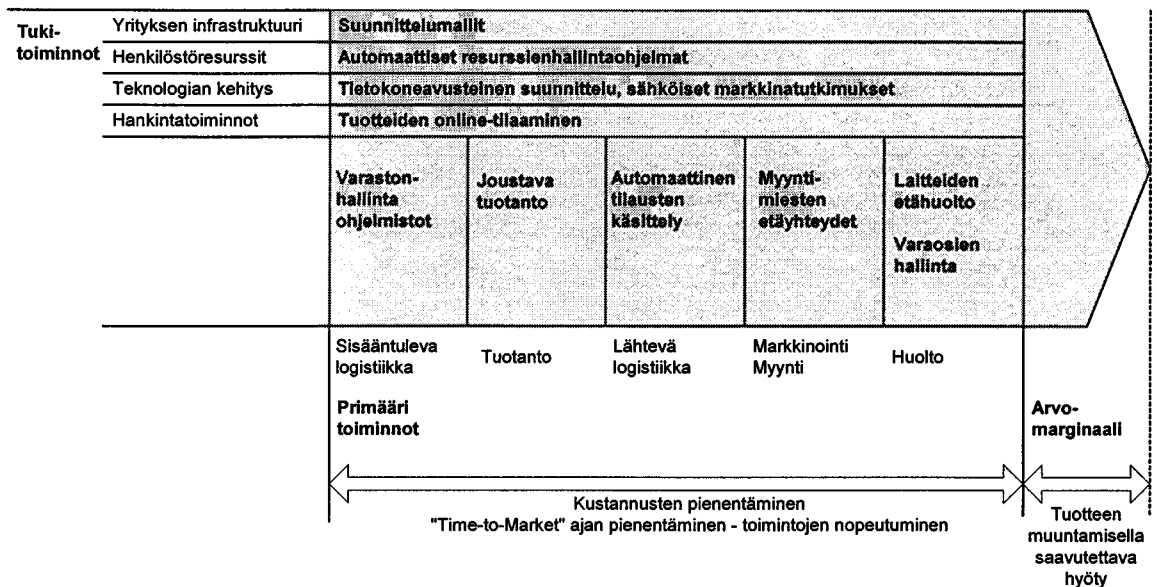 Tuki-
toiminnot
Yrityksen infrastruktuuri
Suunnittelumallit
Henkilöstöresurssit
Automaattiset resurssienhallintaohjelmat
Teknologian kehitys
Tietokoneavusteinen suunnittelu, sähköiset markkinatutkimukset
Hankintatoiminnot
Tuotteiden online-tilaaminen
Varaston-
hallinta
ohjelmistot
Joustava
tuotanto
Automaattinen
tilausten
käsittely
Myynti-
miesten
etäyhteydet
Laitteiden
etähuolto
Varaosien
hallinta
Sisääntuleva
logistiikka
Tuotanto
Lähtevä
logistiikka
Markkinointi
Myynti
Huolto
Primääri
toiminnot
Arvo-
marginaali
Kustannusten pienentäminen
"Time-to-Market" ajan pienentäminen - toimintojen nopeutuminen
Tuotteen
muuntamisella
saavutettava
hyöty